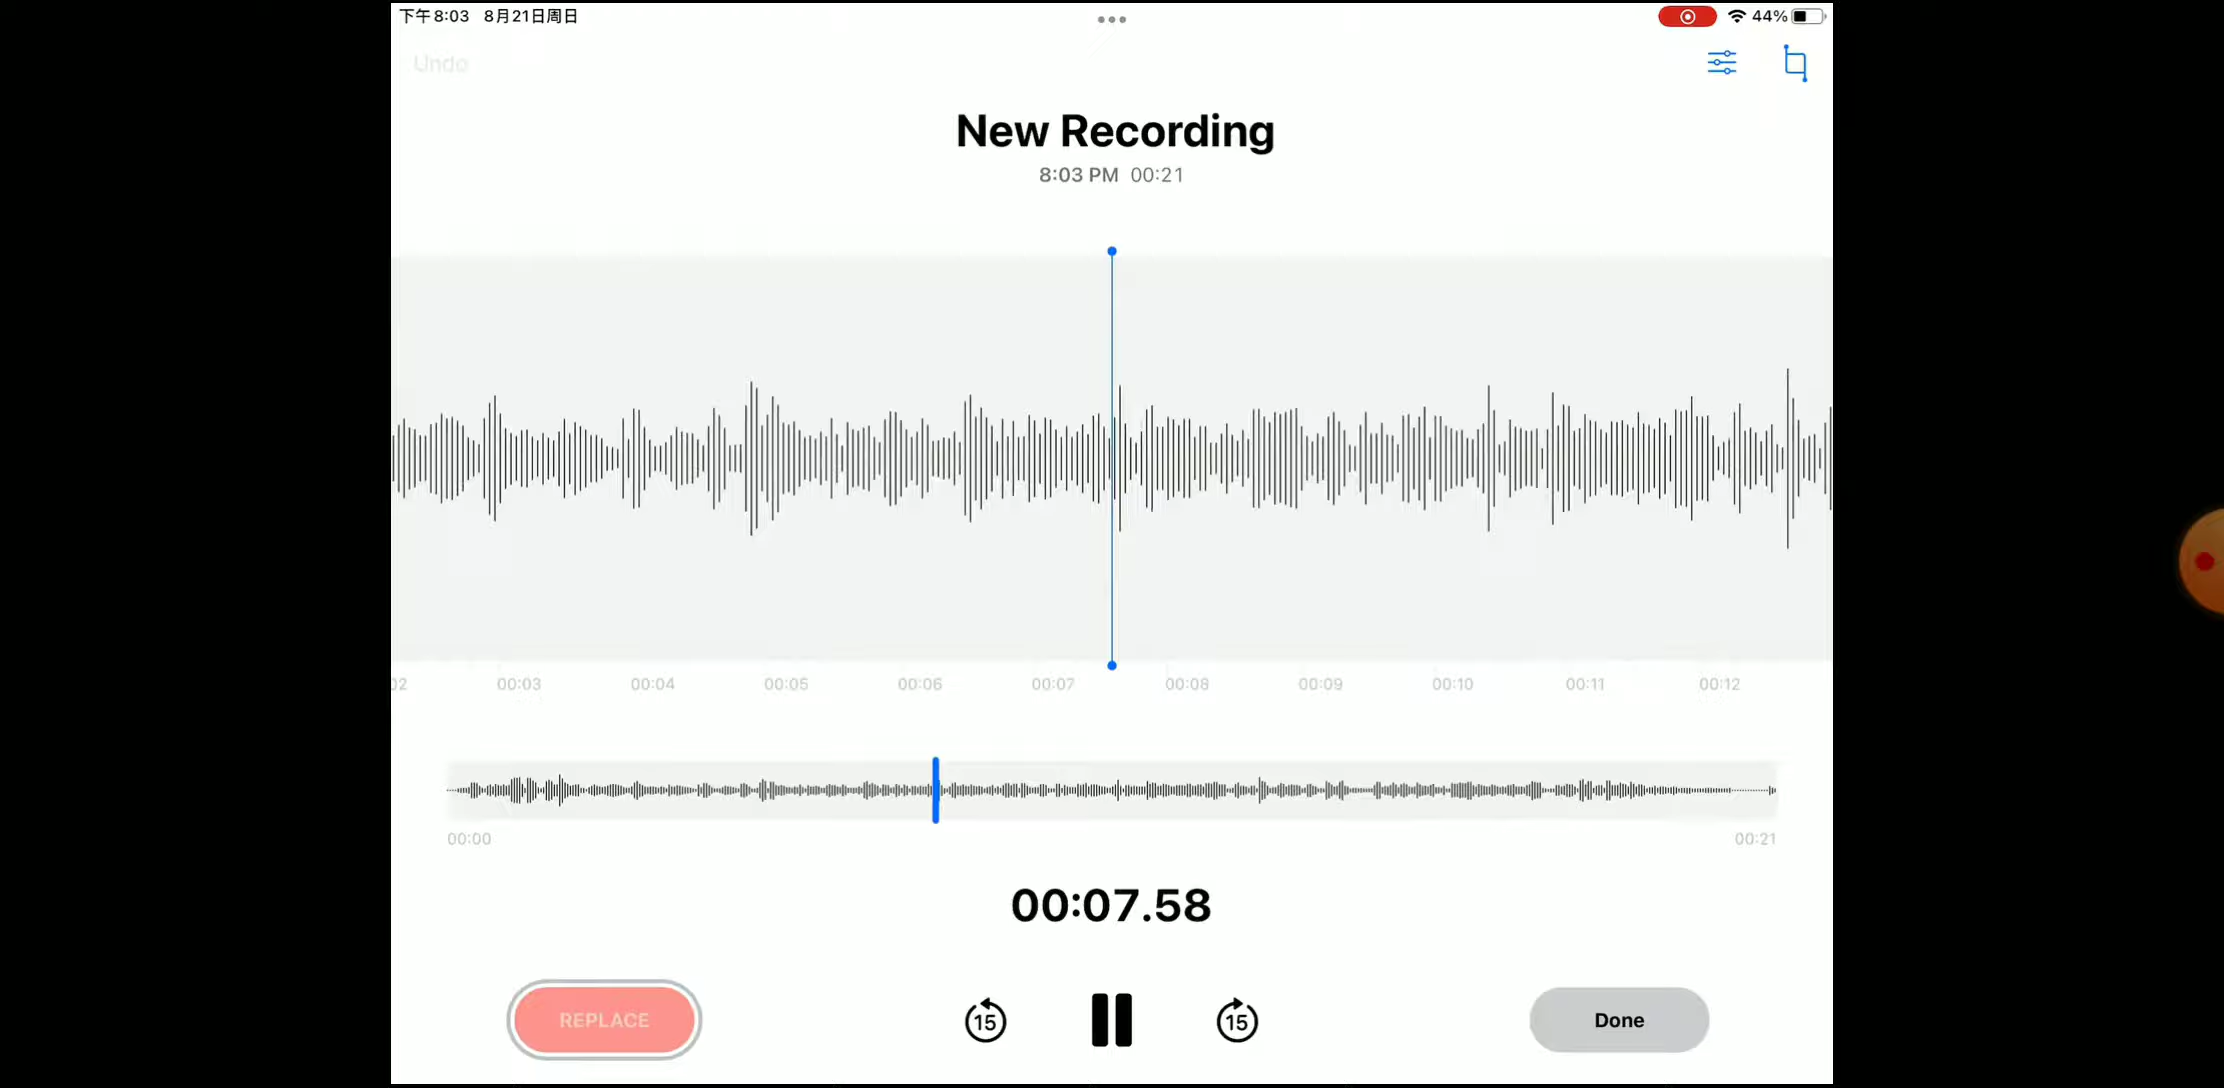 下午8:03 8月21日周日
44%
Undo
New Recording
8:03 PM 00:21
02 00:03 00:04 00:05 00:06 00:07 00:08 00:09 00:10 00:11 00:12
00:00 00:21
00:07.58
REPLACE 15 15 Done